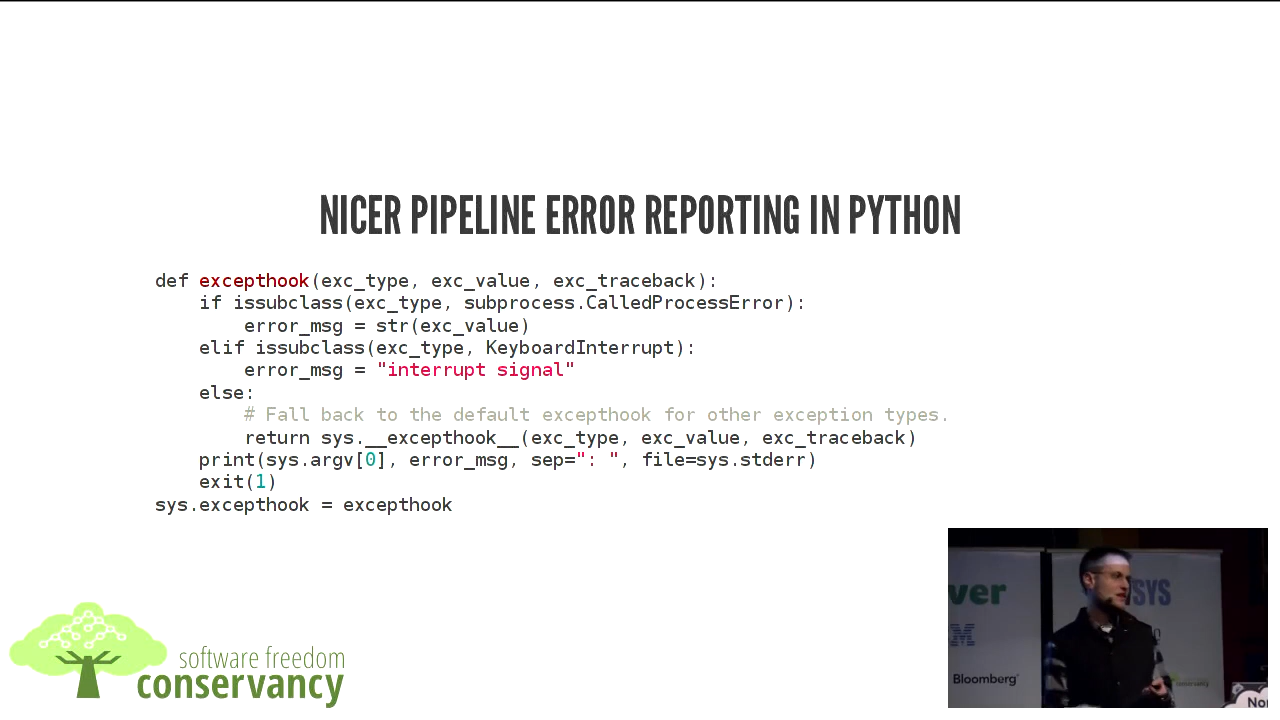 NICER PIPELINE ERROR REPORTING IN PYTHON
def excepthook(exc_type, exc_value, exc_traceback):
    if issubclass(exc_type, subprocess.CalledProcessError):
        error_msg = str(exc_value)
    elif issubclass(exc_type, KeyboardInterrupt):
        error_msg = "interrupt signal"
    else:
        # Fall back to the default excepthook for other exception types.
        return sys.__excepthook__(exc_type, exc_value, exc_traceback)
    print(sys.argv[0], error_msg, sep=": ", file=sys.stderr)
    exit(1)
sys.excepthook = excepthook
software freedom
conservancy
ver
SYS
Bloomberg
conservancy